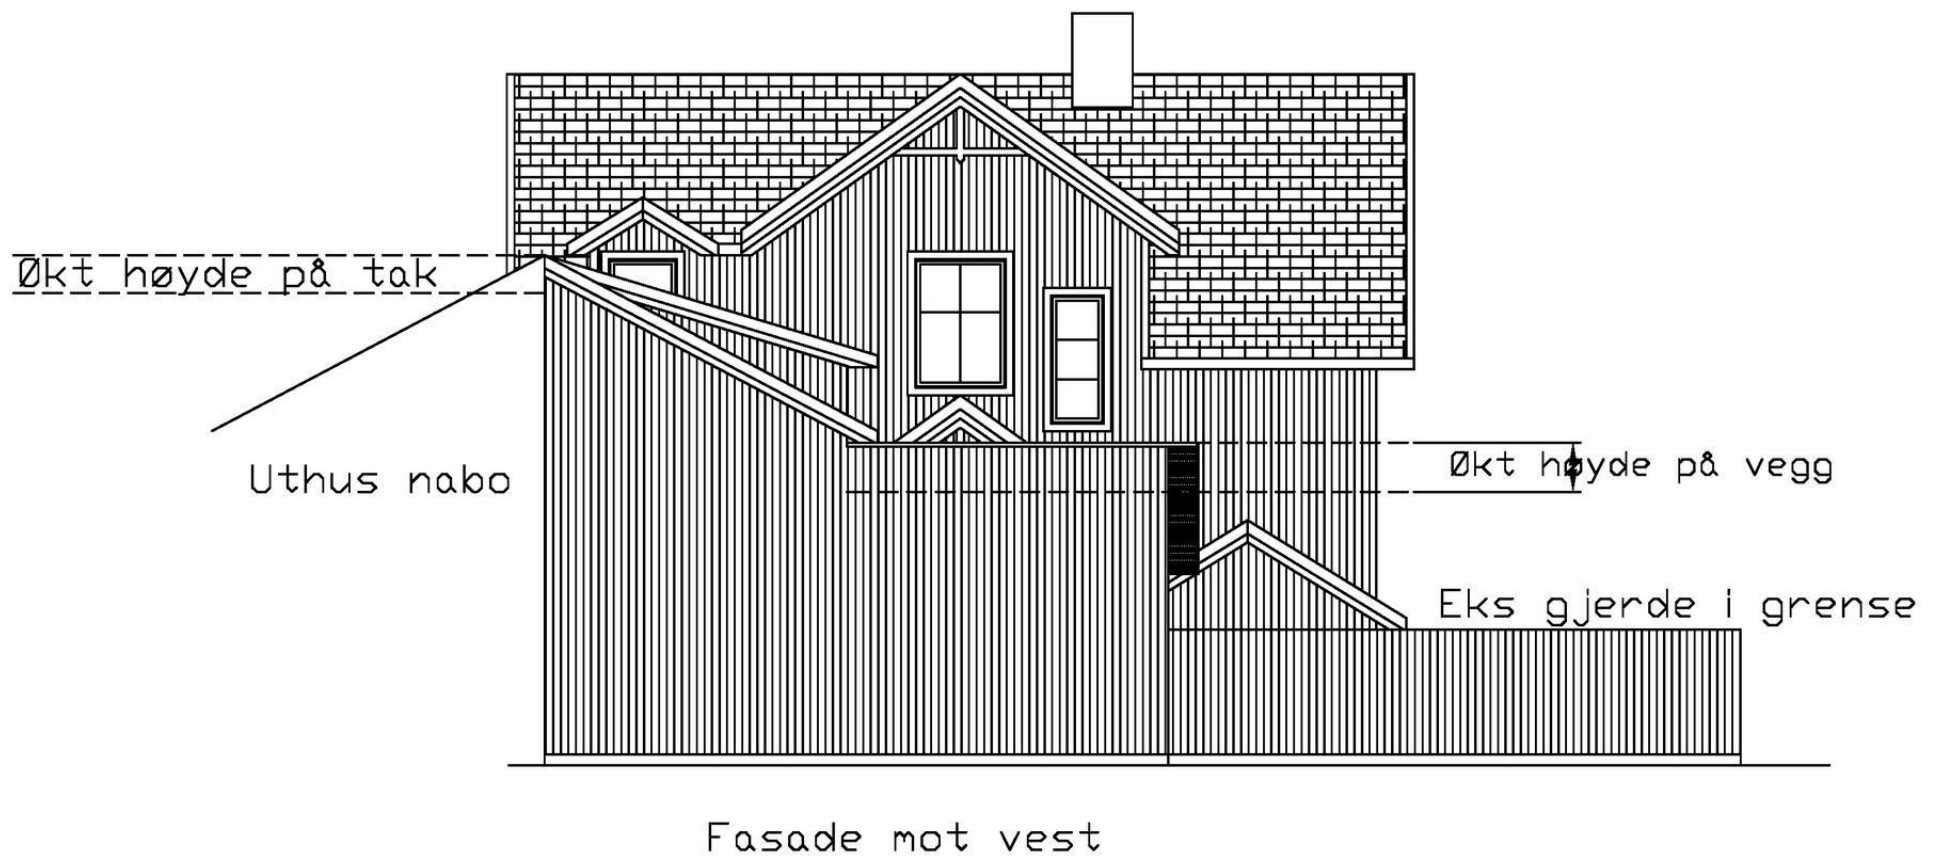 Økt høyde på tak
Uthus nabo
Økt høyde på vegg
Eks gjerde i grense
Fasade mot vest